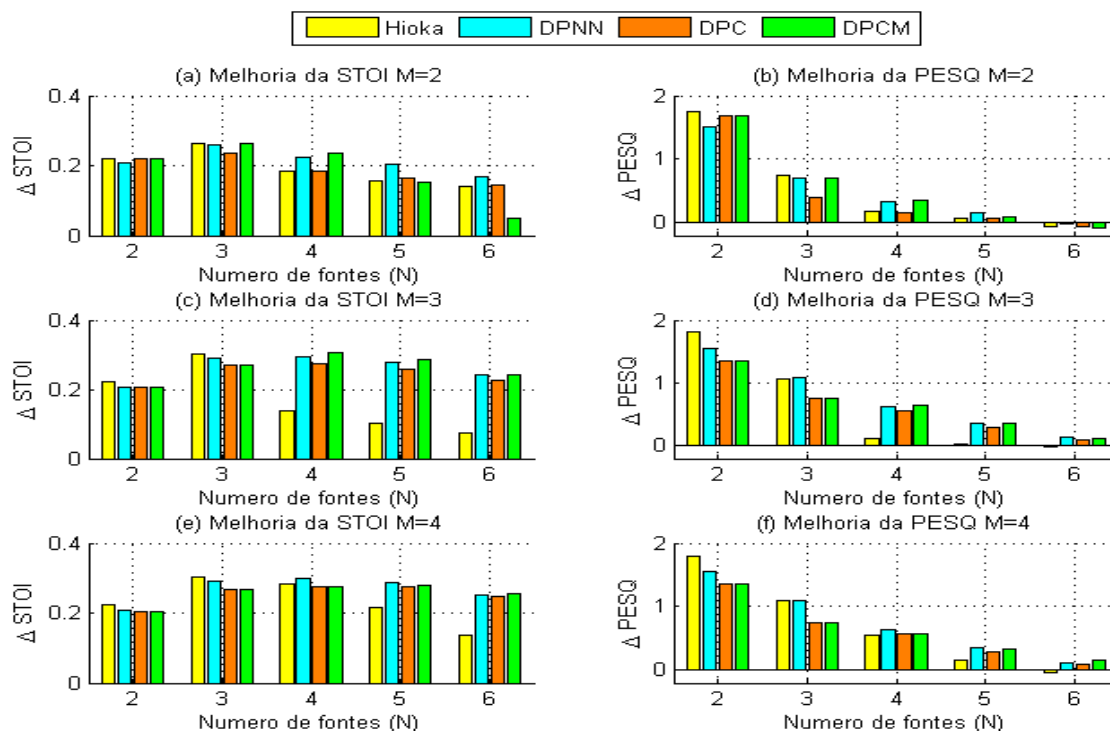 Hioka DPNN DPC DPCM
(a) Melhoria da STOI M=2
0.4
0.2
0
Δ STOI
2 3 4 5 6
Numero de fontes (N)
(b) Melhoria da PESQ M=2
2
1
0
Δ PESQ
2 3 4 5 6
Numero de fontes (N)
(c) Melhoria da STOI M=3
0.4
0.2
0
Δ STOI
2 3 4 5 6
Numero de fontes (N)
(d) Melhoria da PESQ M=3
2
1
0
Δ PESQ
2 3 4 5 6
Numero de fontes (N)
(e) Melhoria da STOI M=4
0.4
0.2
0
Δ STOI
2 3 4 5 6
Numero de fontes (N)
(f) Melhoria da PESQ M=4
2
1
0
Δ PESQ
2 3 4 5 6
Numero de fontes (N)